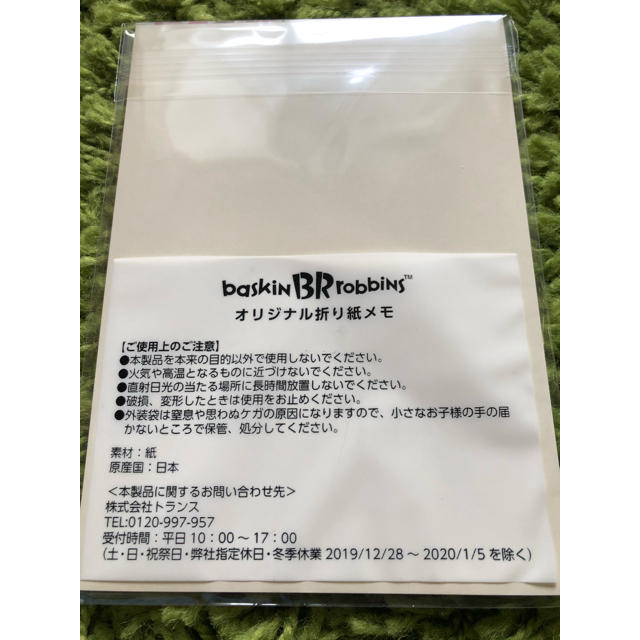 baskin BR robbins™
オリジナル折り紙メモ
【ご使用上のご注意】
●本製品を本来の目的以外で使用しないでください。
●火気や高温となるものに近づけないでください。
●直射日光の当たる場所に長時間放置しないでください。
●破損、変形したときは使用をお止めください。
●外装袋は窒息や思わぬケガの原因になりますので、小さなお子様の手の届
かないところで保管、処分してください。
素材：紙
原産国：日本
＜本製品に関するお問い合わせ先＞
株式会社トランス
TEL:0120-997-957
受付時間：平日10：00～17：00
（土・日・祝祭日・弊社指定休日・冬季休業 2019/12/28 ～ 2020/1/5 を除く）